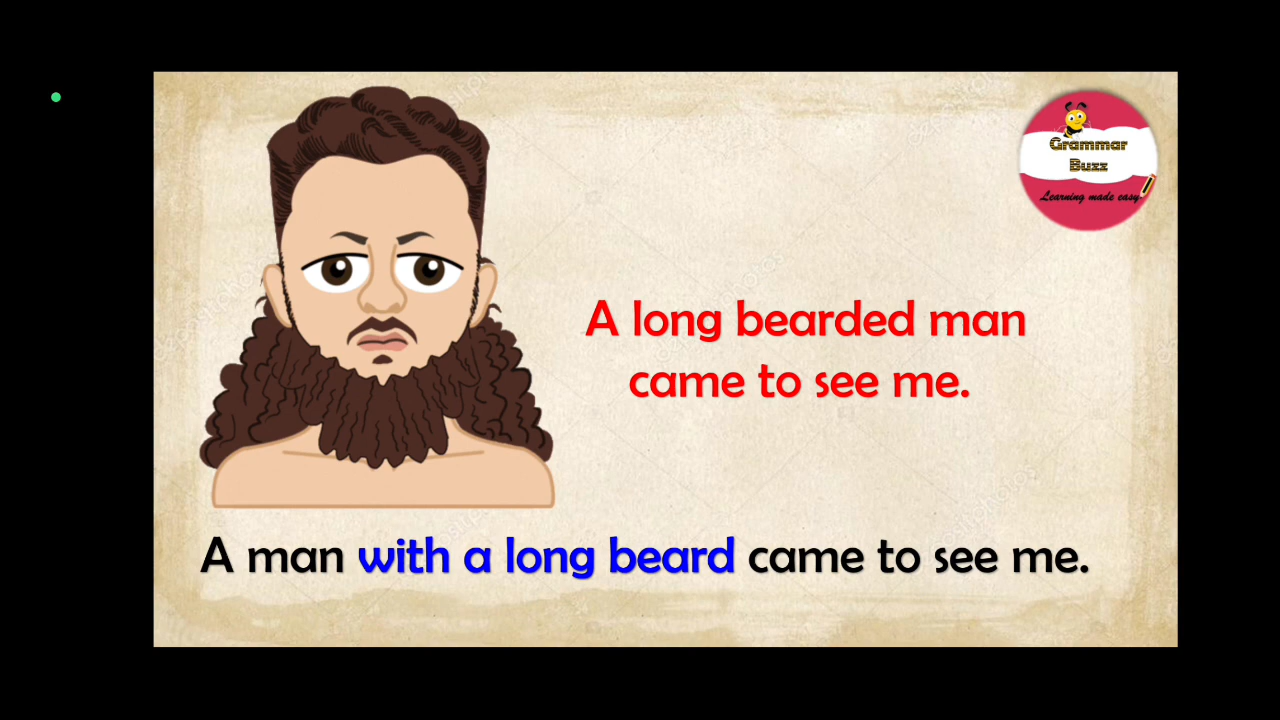 Grammar
Buzz
Learning made easy
A long bearded man
came to see me.
A man with a long beard came to see me.